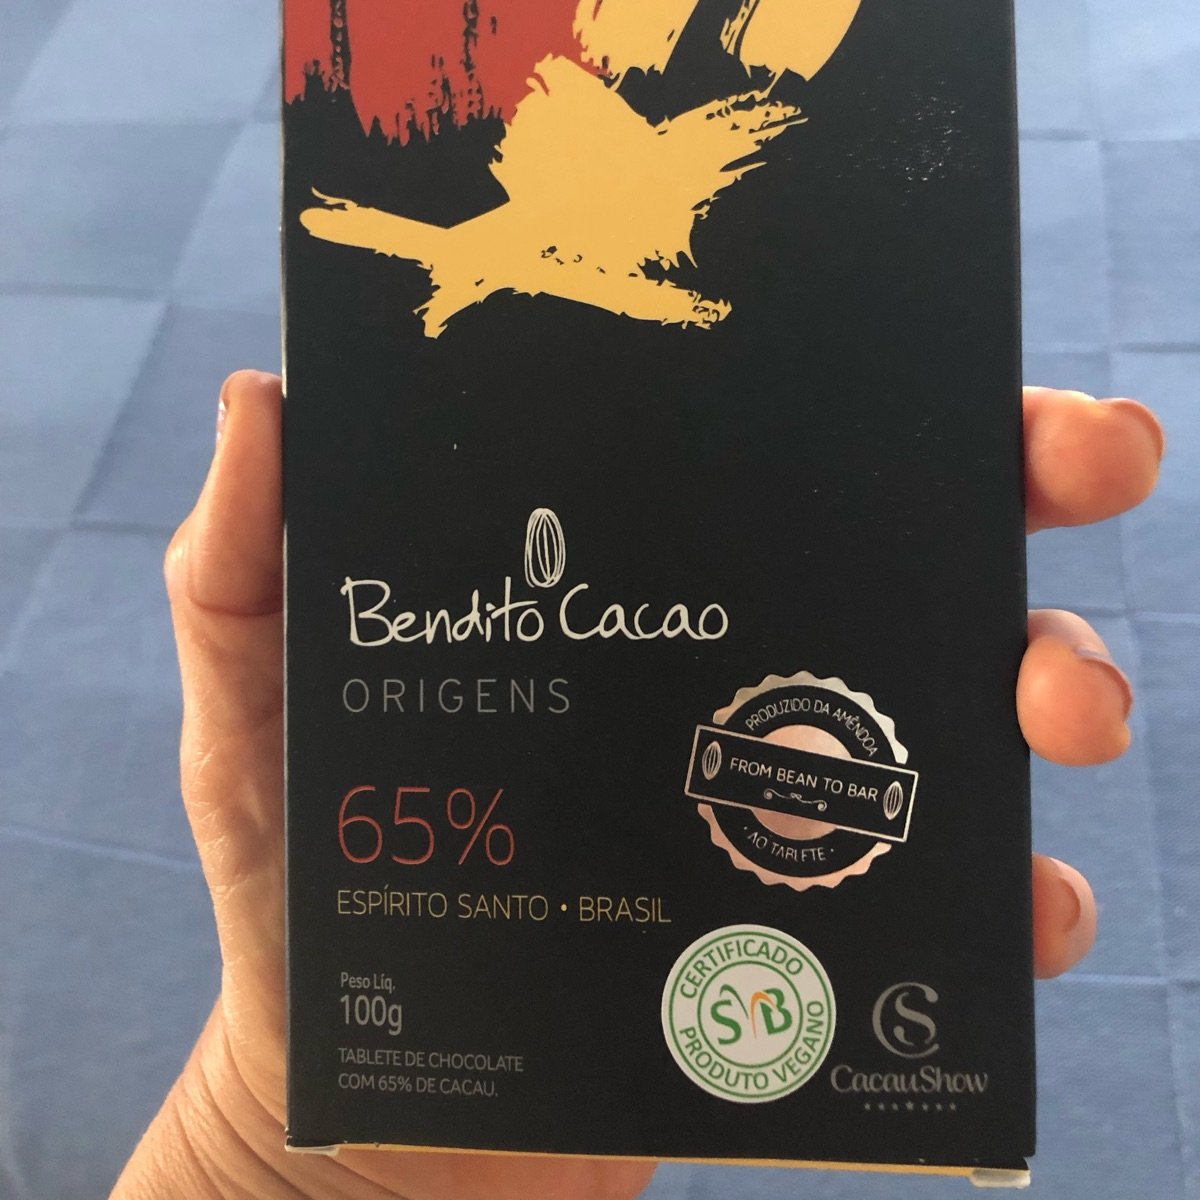 Bendito Cacao
ORIGENS
PRODUZIDO DA AMÊNDOA
FROM BEAN TO BAR
• AO TABLETE •
65%
ESPÍRITO SANTO • BRASIL
CERTIFICADO
SVB
PRODUTO VEGANO
Peso Líq.
100g
TABLETE DE CHOCOLATE
COM 65% DE CACAU.
CS
CacauShow